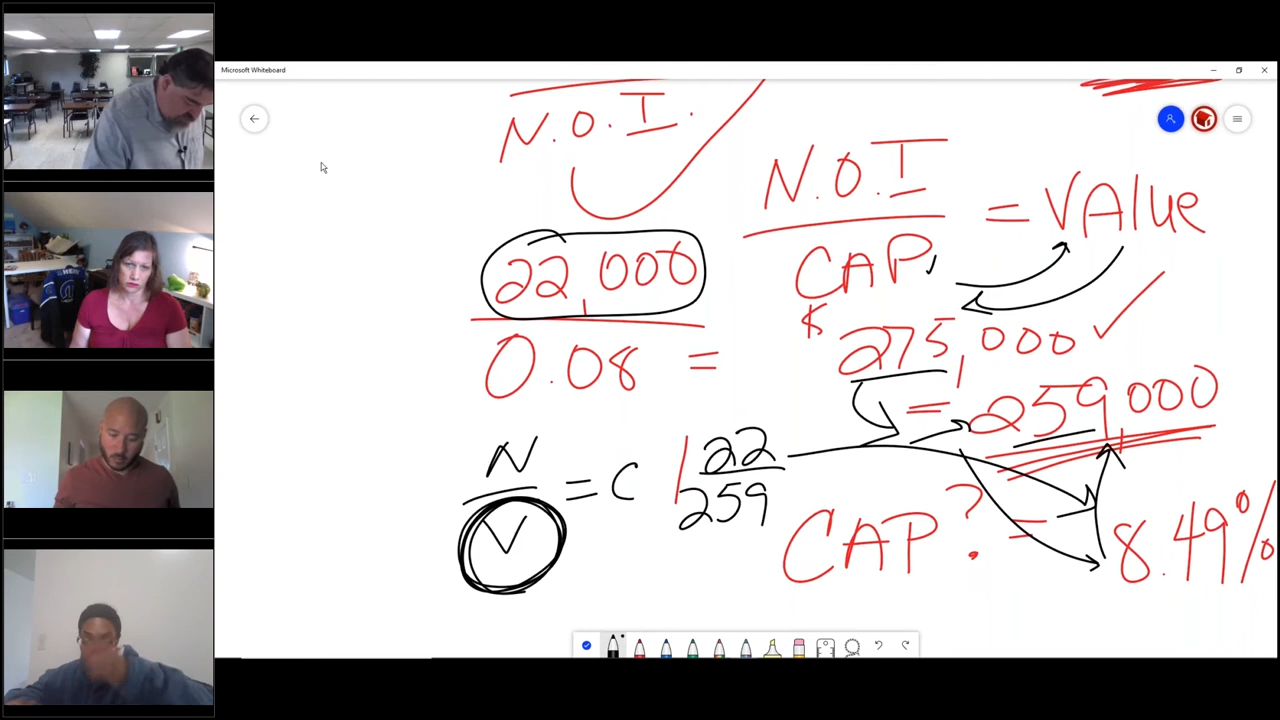 Microsoft Whiteboard
N.O.I.
N.O.I
= VAlue
CAP
22,000
0.08 =
$275,000
= 259,000
N
V
= C
22
259
CAP? = 8.49%